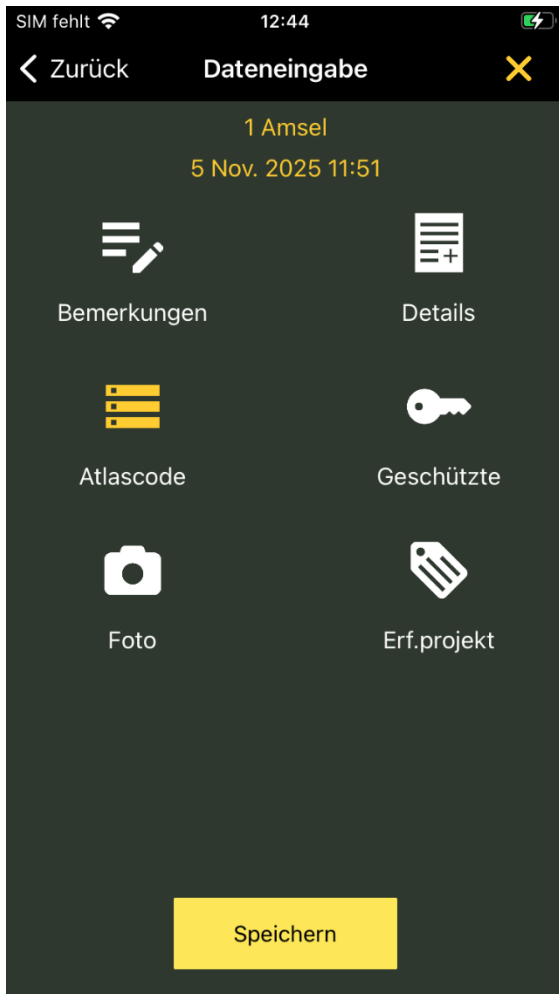 SIM fehlt 12:44
Zurück Dateneingabe
1 Amsel
5 Nov. 2025 11:51
Bemerkungen Details
Atlascode Geschützte
Foto Erf.projekt
Speichern